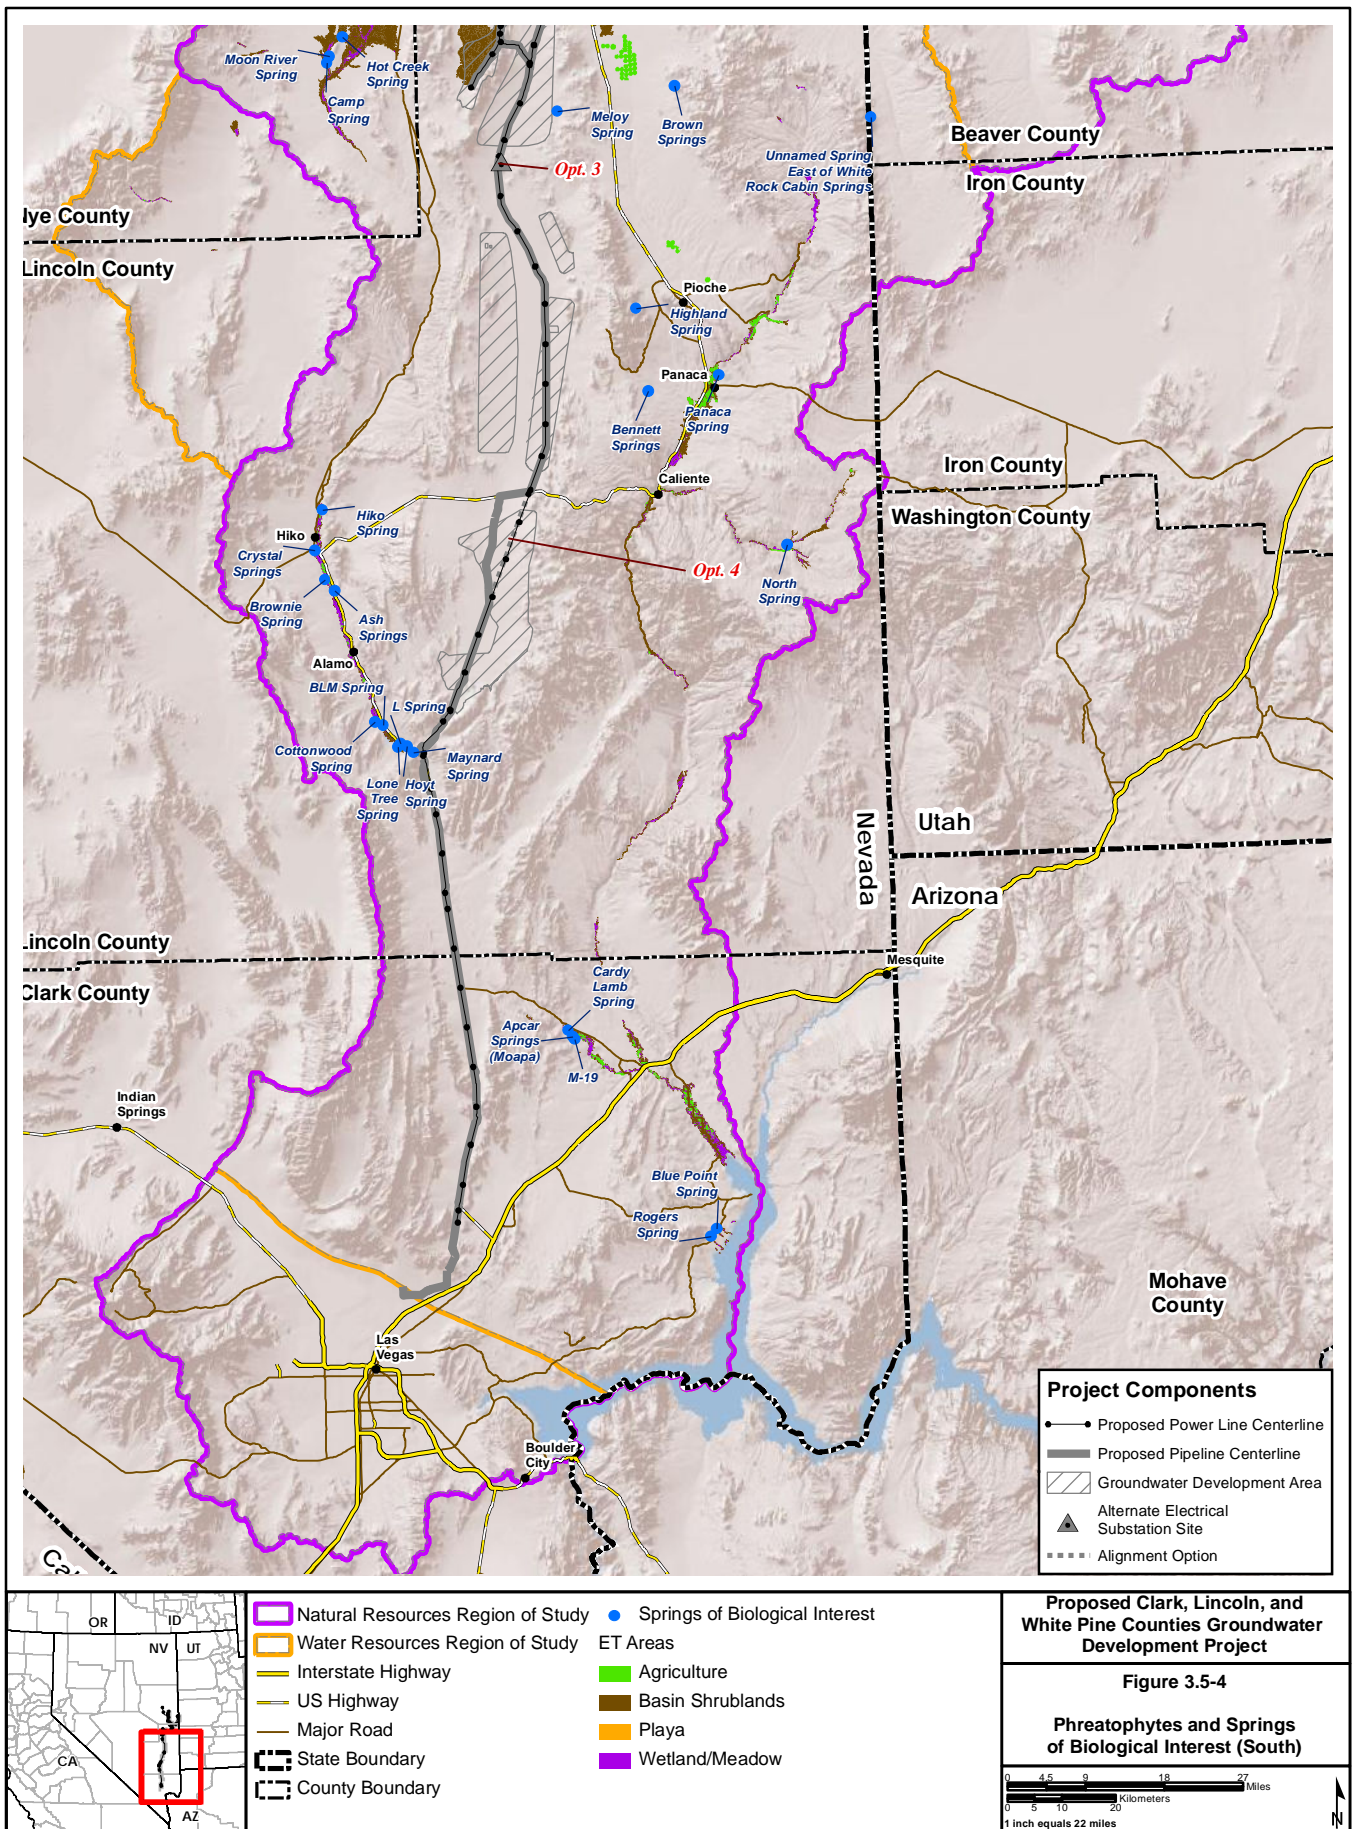 Moon River
Spring
Hot Creek
Spring
Camp
Spring
Meloy
Spring
Brown
Springs
Unnamed Spring
East of White
Rock Cabin Springs
Beaver County
Iron County
Opt. 3
Nye County
Lincoln County
Pioche
Highland
Spring
Panaca
Panaca
Spring
Bennett
Springs
Caliente
Iron County
Washington County
Hiko
Spring
Hiko
Crystal
Springs
Brownie
Spring
Ash
Springs
Opt. 4
North
Spring
Alamo
BLM Spring
L Spring
Cottonwood
Spring
Maynard
Spring
Lone
Tree
Spring
Hoyt
Spring
Nevada
Utah
Arizona
Lincoln County
Clark County
Mesquite
Cardy
Lamb
Spring
Apcar
Springs
(Moapa)
M-19
Indian
Springs
Blue Point
Spring
Rogers
Spring
Mohave
County
Las
Vegas
Boulder
City
Project Components
Proposed Power Line Centerline
Proposed Pipeline Centerline
Groundwater Development Area
Alternate Electrical
Substation Site
Alignment Option
OR
ID
NV
UT
CA
AZ
Natural Resources Region of Study
Water Resources Region of Study
Interstate Highway
US Highway
Major Road
State Boundary
County Boundary
Springs of Biological Interest
ET Areas
Agriculture
Basin Shrublands
Playa
Wetland/Meadow
Proposed Clark, Lincoln, and
White Pine Counties Groundwater
Development Project
Figure 3.5-4
Phreatophytes and Springs
of Biological Interest (South)
0 4.5 9 18 27
Miles
Kilometers
0 5 10 20
1 inch equals 22 miles
N